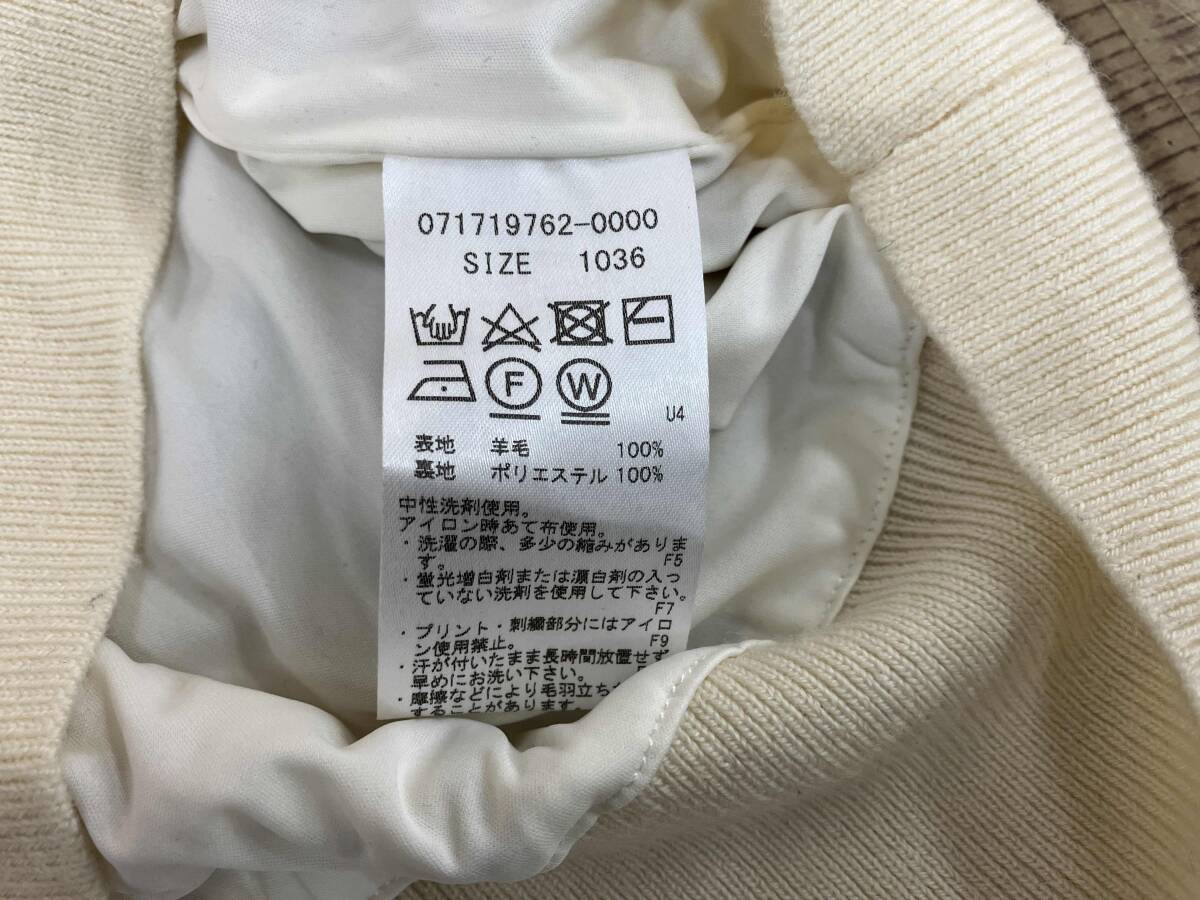 071719762-0000
SIZE 1036
F W
U4
表地 羊毛 100%
裏地 ポリエステル 100%
中性洗剤使用。
アイロン時あて布使用。
・洗濯の際、多少の縮みがありま
す。 F5
・蛍光増白剤または漂白剤の入っ
ていない洗剤を使用して下さい。
F7
・プリント・刺繍部分にはアイロ
ン使用禁止。 F9
・汗が付いたまま長時間放置せず
早めにお洗い下さい。
・摩擦などにより毛羽立ち
することがあります。